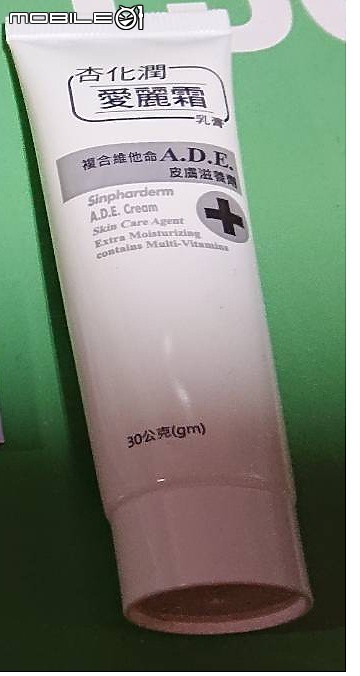 MOBILE01
杏化潤
愛麗霜
乳膏
複合維他命A.D.E.
皮膚滋養劑
Sinpharderm
A.D.E. Cream
Skin Care Agent
Extra Moisturizing
contains Multi-Vitamins
30公克(gm)